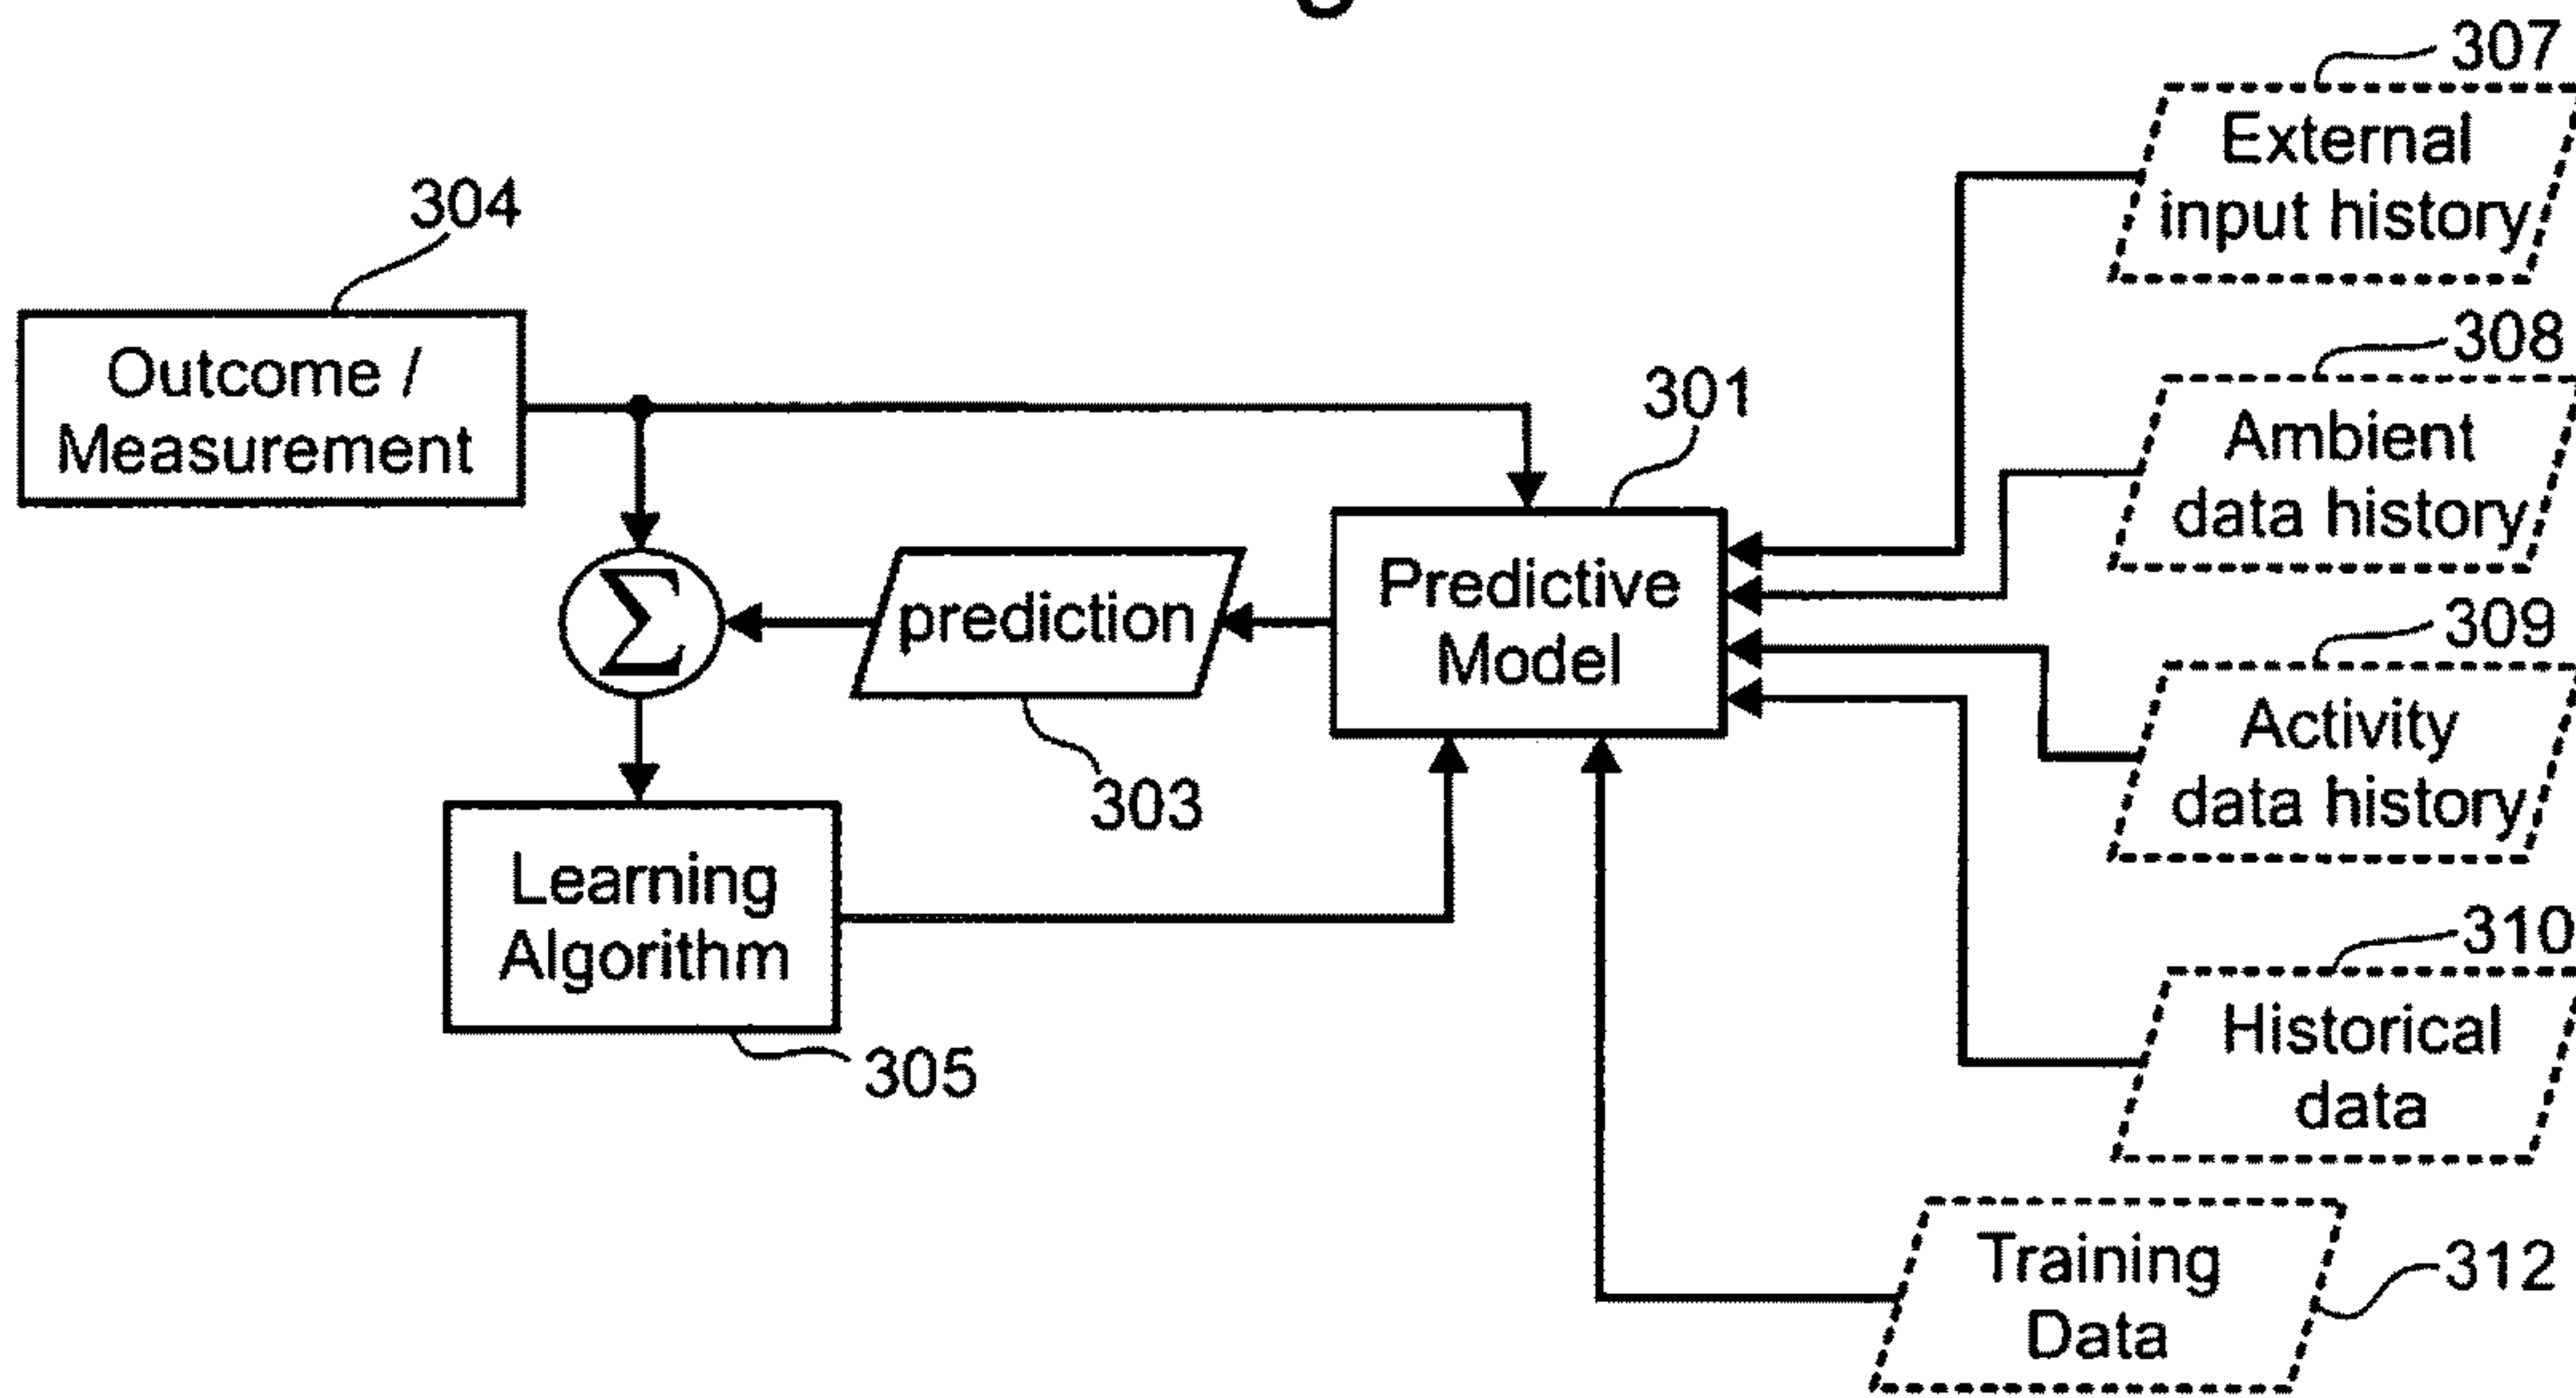 307
External
input history
304
308
Outcome /
Measurement
301
Ambient
data history
Predictive
Model
prediction
Σ
309
Activity
data history
303
Learning
Algorithm
305
310
Historical
data
Training
Data
312